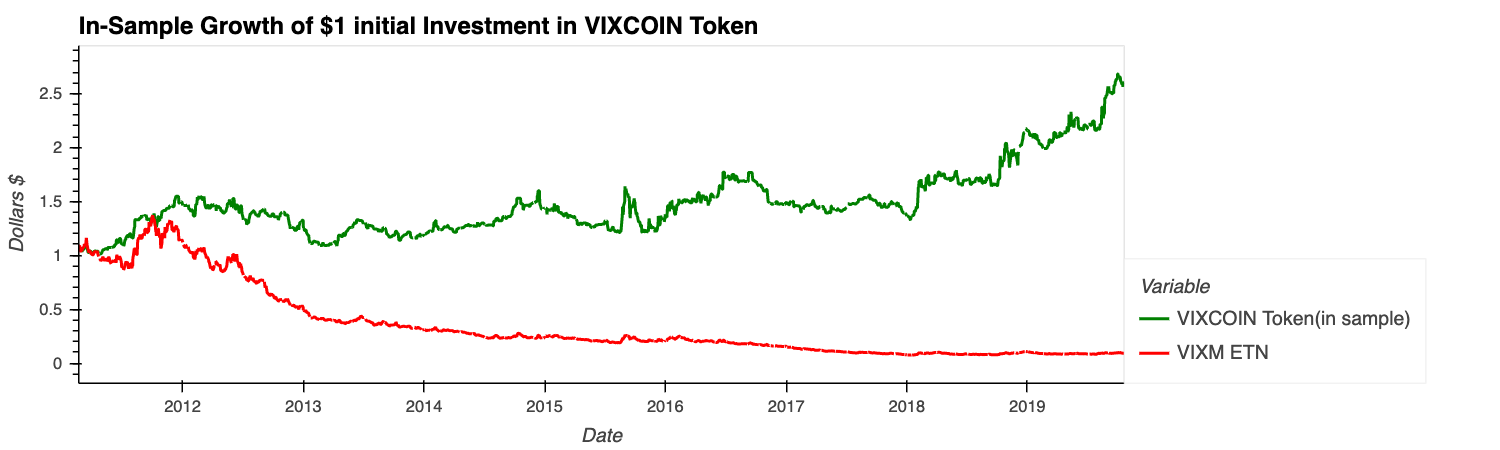 In-Sample Growth of $1 initial Investment in VIXCOIN Token
2.5
2
1.5
1
0.5
0
Dollars $
2012 2013 2014 2015 2016 2017 2018 2019
Date
Variable
VIXCOIN Token(in sample)
VIXM ETN